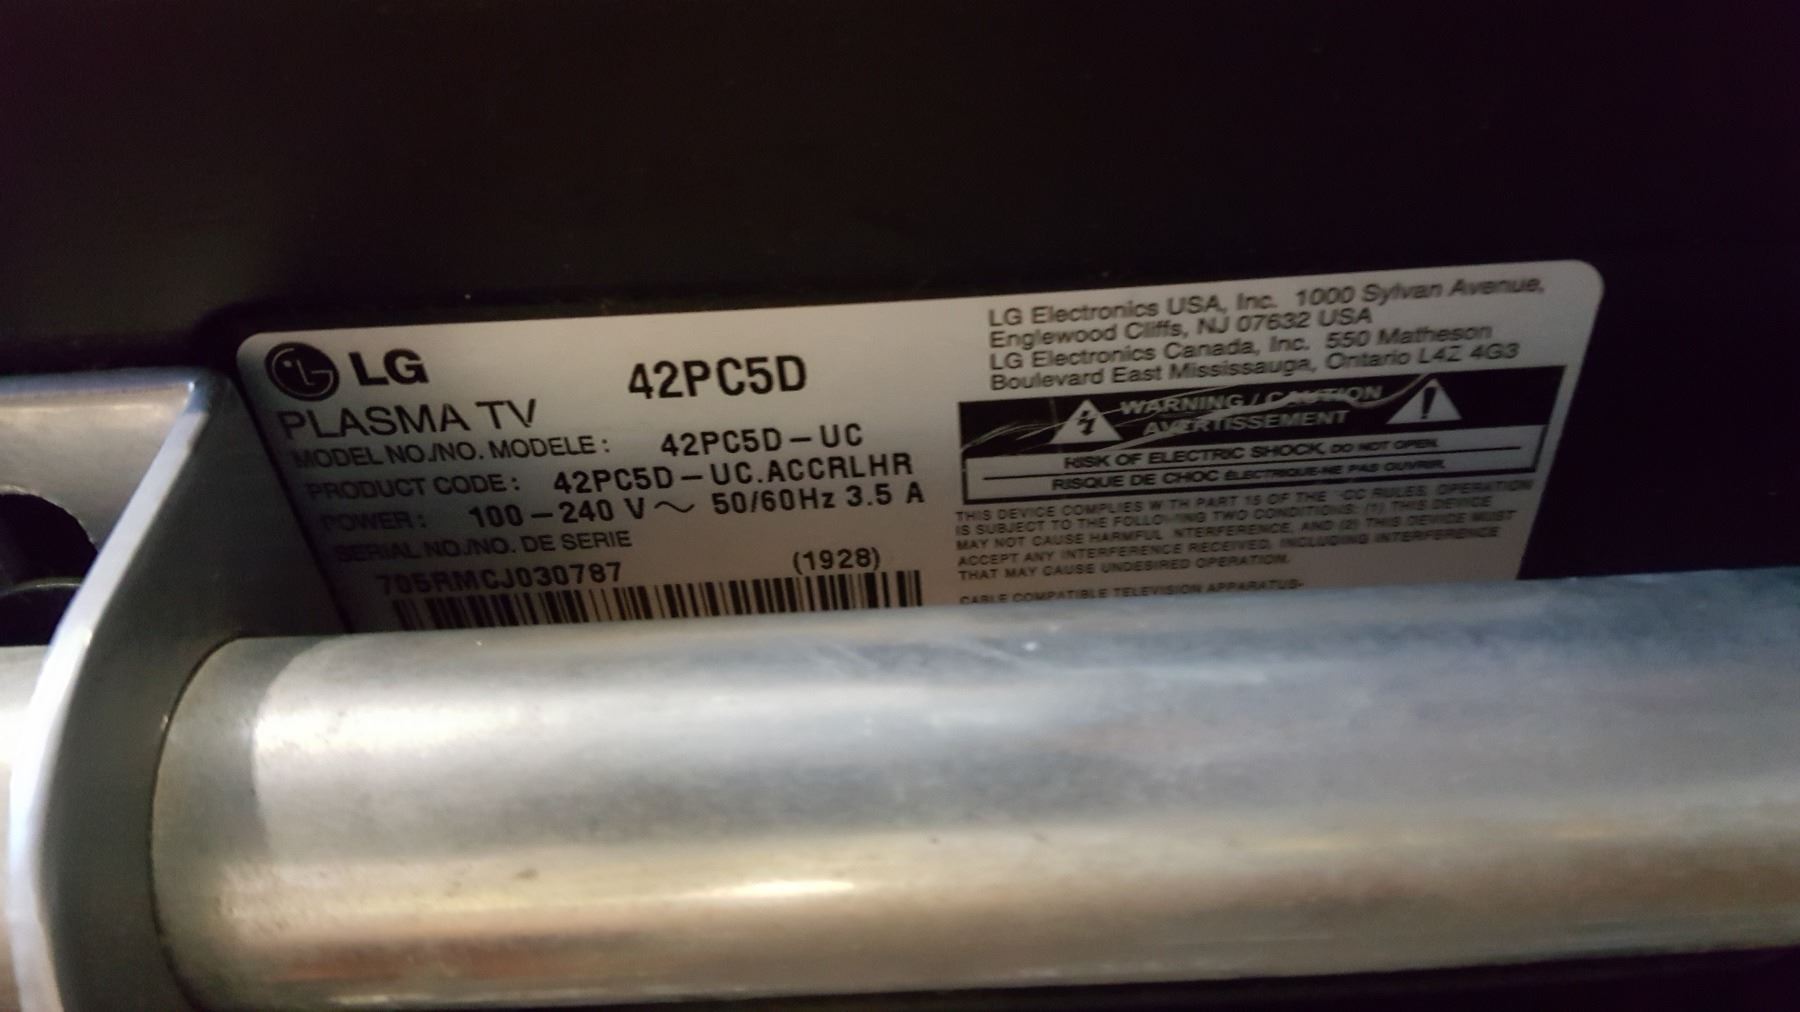 LG 42PC5D
PLASMA TV
MODEL NO./NO. MODELE : 42PC5D-UC
PRODUCT CODE : 42PC5D-UC.ACCRLHR
POWER : 100-240 V~ 50/60Hz 3.5 A
SERIAL NO./NO. DE SERIE
705RMCJ030787 (1928)
LG Electronics USA, Inc. 1000 Sylvan Avenue,
Englewood Cliffs, NJ 07632 USA
LG Electronics Canada, Inc. 550 Matheson
Boulevard East Mississauga, Ontario L4Z 4G3
WARNING / CAUTION
AVERTISSEMENT
RISK OF ELECTRIC SHOCK, DO NOT OPEN.
RISQUE DE CHOC ELECTRIQUE-NE PAS OUVRIR.
THIS DEVICE COMPLIES WITH PART 15 OF THE FCC RULES. OPERATION
IS SUBJECT TO THE FOLLOWING TWO CONDITIONS: (1) THIS DEVICE
MAY NOT CAUSE HARMFUL INTERFERENCE, AND (2) THIS DEVICE MUST
ACCEPT ANY INTERFERENCE RECEIVED, INCLUDING INTERFERENCE
THAT MAY CAUSE UNDESIRED OPERATION.
CABLE COMPATIBLE TELEVISION APPARATUS-